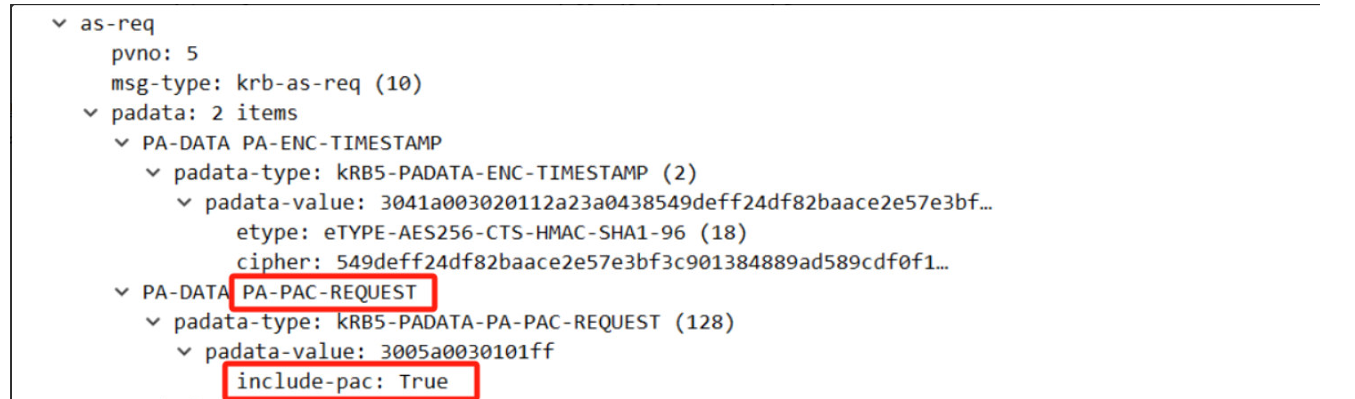 as-req
pvno: 5
msg-type: krb-as-req (10)
padata: 2 items
PA-DATA PA-ENC-TIMESTAMP
padata-type: kRB5-PADATA-ENC-TIMESTAMP (2)
padata-value: 3041a003020112a23a0438549deff24df82baace2e57e3bf…
etype: eTYPE-AES256-CTS-HMAC-SHA1-96 (18)
cipher: 549deff24df82baace2e57e3bf3c901384889ad589cdf0f1…
PA-DATA PA-PAC-REQUEST
padata-type: kRB5-PADATA-PA-PAC-REQUEST (128)
padata-value: 3005a0030101ff
include-pac: True